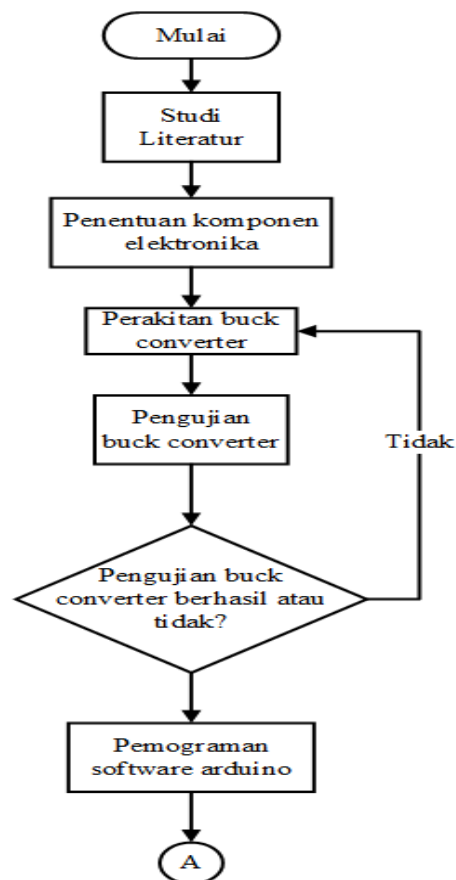 Mulai
Studi
Literatur
Penentuan komponen
elektronika
Perakitan buck
converter
Pengujian
buck converter
Tidak
Pengujian buck
converter berhasil atau
tidak?
Pemograman
software arduino
A